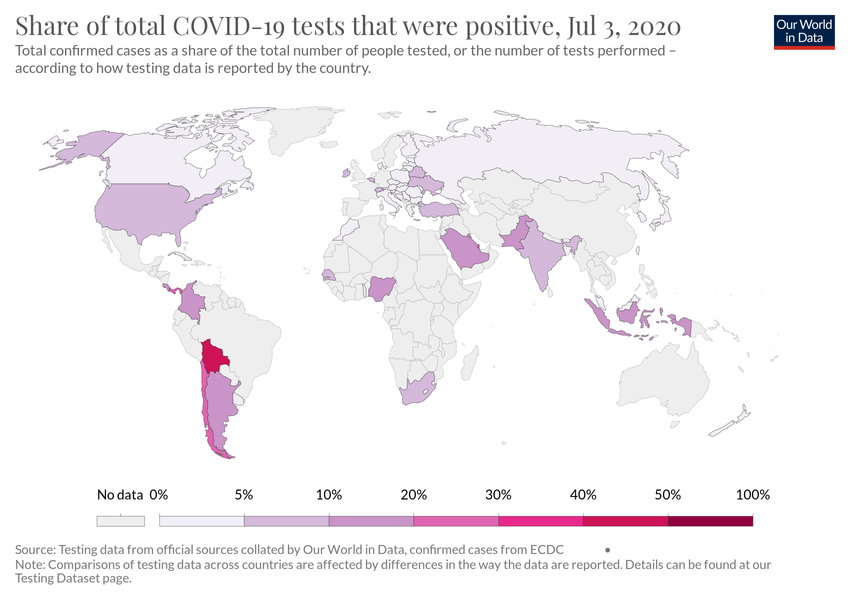 Share of total COVID-19 tests that were positive, Jul 3, 2020
Our World
in Data
Total confirmed cases as a share of the total number of people tested, or the number of tests performed –
according to how testing data is reported by the country.
No data 0% 5% 10% 20% 30% 40% 50% 100%
Source: Testing data from official sources collated by Our World in Data, confirmed cases from ECDC •
Note: Comparisons of testing data across countries are affected by differences in the way the data are reported. Details can be found at our
Testing Dataset page.